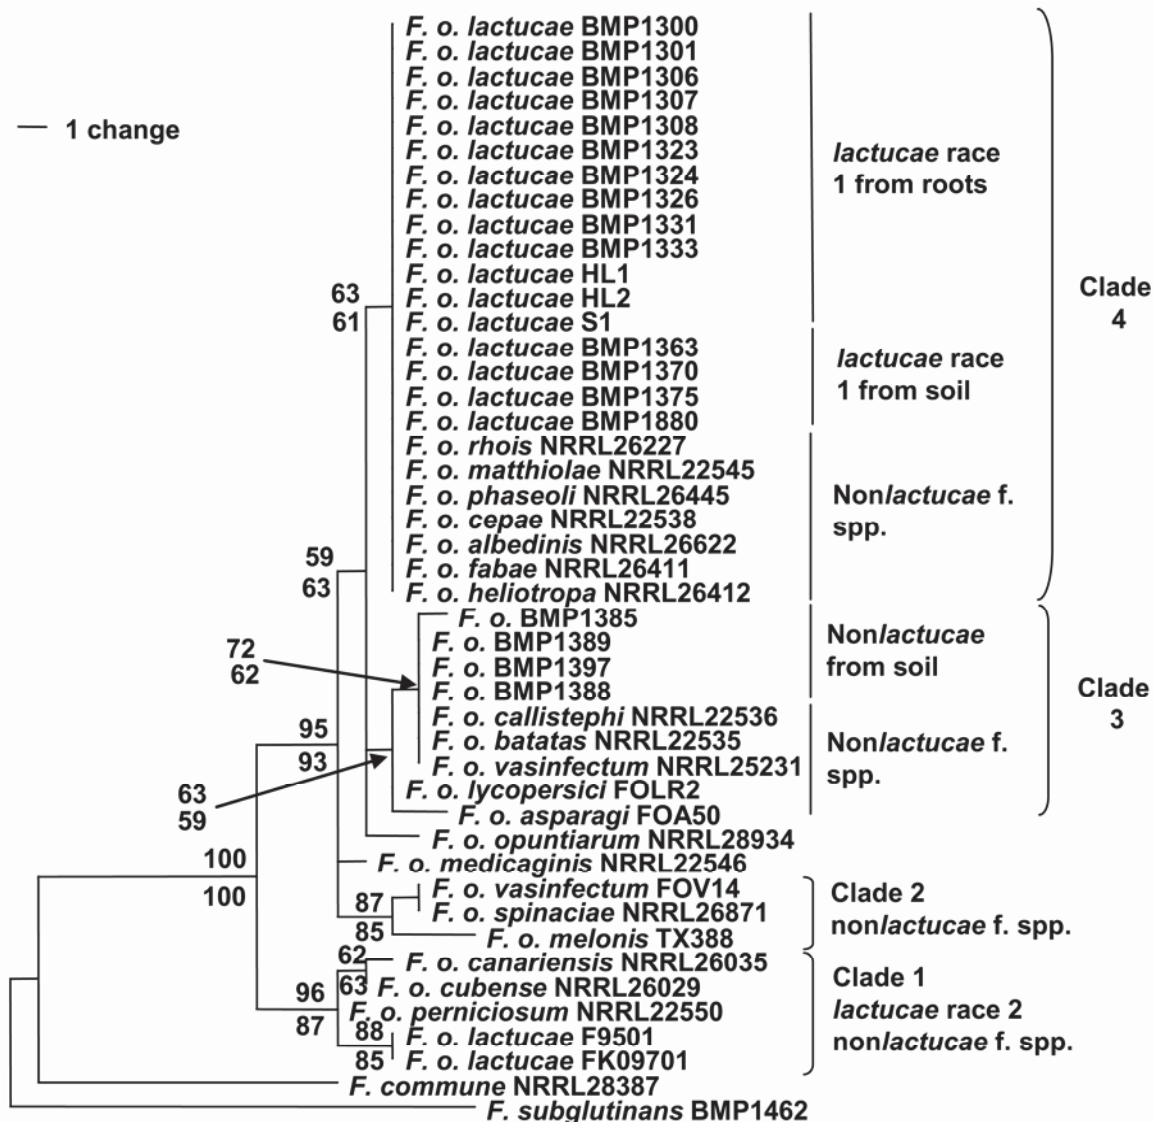 F. o. lactucae BMP1300
F. o. lactucae BMP1301
F. o. lactucae BMP1306
F. o. lactucae BMP1307
F. o. lactucae BMP1308
F. o. lactucae BMP1323
F. o. lactucae BMP1324
F. o. lactucae BMP1326
F. o. lactucae BMP1331
F. o. lactucae BMP1333
F. o. lactucae HL1
F. o. lactucae HL2
F. o. lactucae S1
F. o. lactucae BMP1363
F. o. lactucae BMP1370
F. o. lactucae BMP1375
F. o. lactucae BMP1880
F. o. rhois NRRL26227
F. o. matthiolae NRRL22545
F. o. phaseoli NRRL26445
F. o. cepae NRRL22538
F. o. albedinis NRRL26622
F. o. fabae NRRL26411
F. o. heliotropa NRRL26412
F. o. BMP1385
F. o. BMP1389
F. o. BMP1397
F. o. BMP1388
F. o. callistephi NRRL22536
F. o. batatas NRRL22535
F. o. vasinfectum NRRL25231
F. o. lycopersici FOLR2
F. o. asparagi FOA50
F. o. opuntiarum NRRL28934
F. o. medicaginis NRRL22546
F. o. vasinfectum FOV14
F. o. spinaciae NRRL26871
F. o. melonis TX388
F. o. canariensis NRRL26035
F. o. cubense NRRL26029
F. o. perniciosum NRRL22550
F. o. lactucae F9501
F. o. lactucae FK09701
F. commune NRRL28387
F. subglutinans BMP1462
1 change
63
61
59
63
72
62
95
93
63
59
100
100
87
85
62
63
96
87
88
85
lactucae race
1 from roots
lactucae race
1 from soil
Nonlactucae f.
spp.
Clade
4
Nonlactucae
from soil
Nonlactucae f.
spp.
Clade
3
Clade 2
nonlactucae f. spp.
Clade 1
lactucae race 2
nonlactucae f. spp.